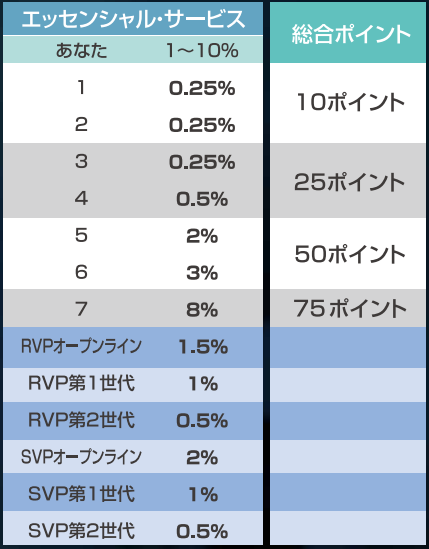 エッセンシャル・サービス 総合ポイント
あなた 1〜10%
1 0.25% 10ポイント
2 0.25%
3 0.25% 25ポイント
4 0.5%
5 2% 50ポイント
6 3%
7 8% 75ポイント
RVPオープンライン 1.5%
RVP第1世代 1%
RVP第2世代 0.5%
SVPオープンライン 2%
SVP第1世代 1%
SVP第2世代 0.5%